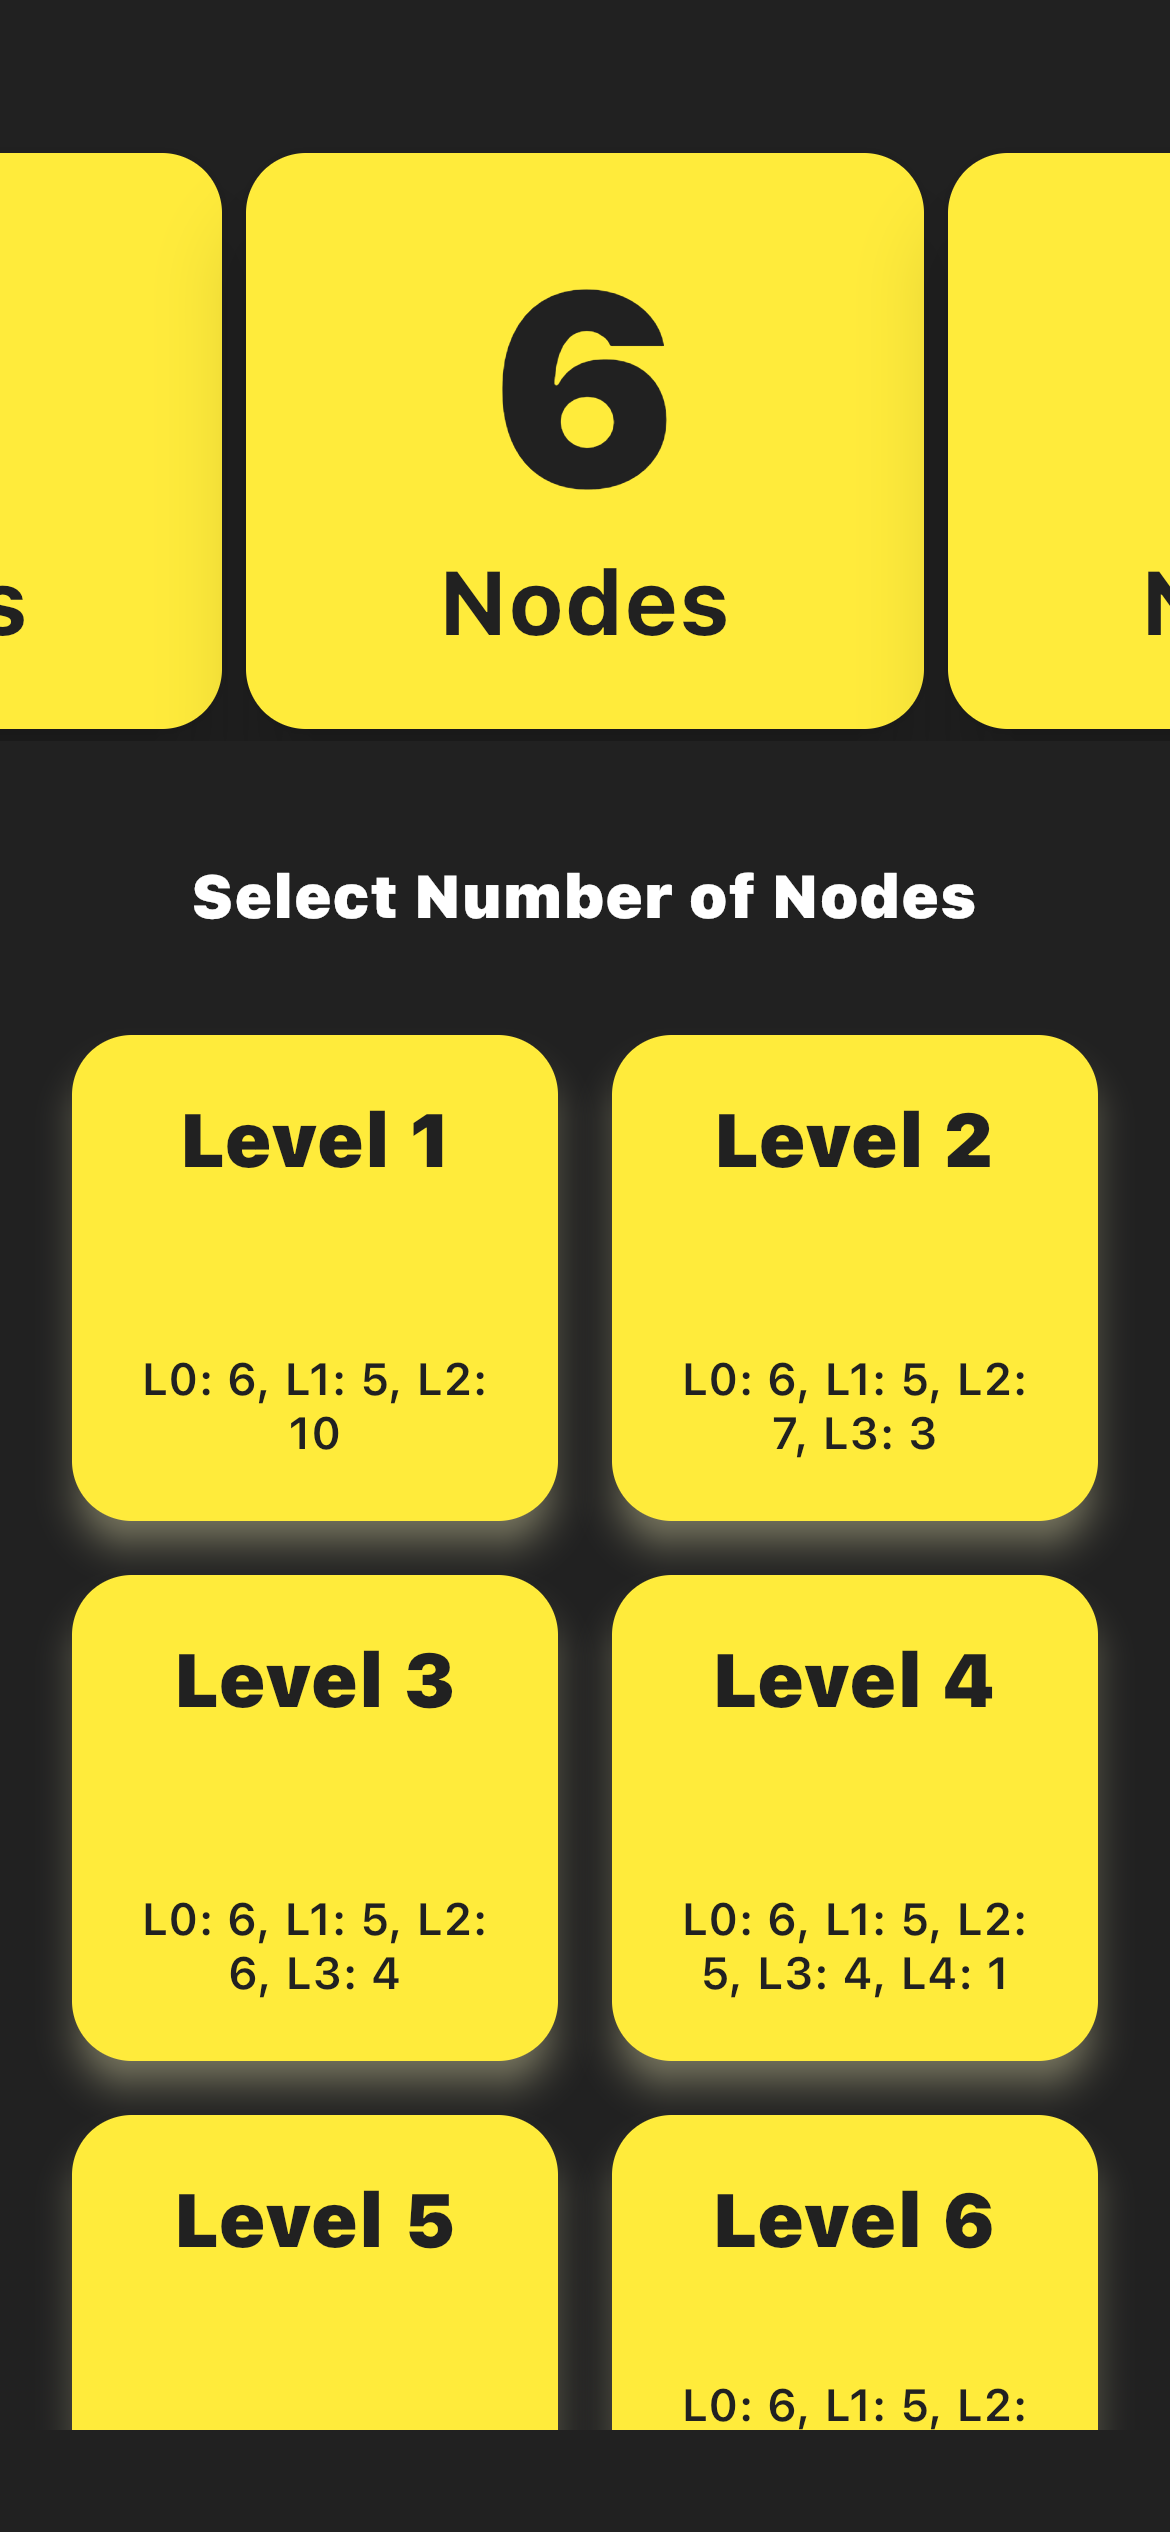 s
6
Nodes
N
Select Number of Nodes
Level 1
L0: 6, L1: 5, L2:
10
Level 2
L0: 6, L1: 5, L2:
7, L3: 3
Level 3
L0: 6, L1: 5, L2:
6, L3: 4
Level 4
L0: 6, L1: 5, L2:
5, L3: 4, L4: 1
Level 5
Level 6
L0: 6, L1: 5, L2: